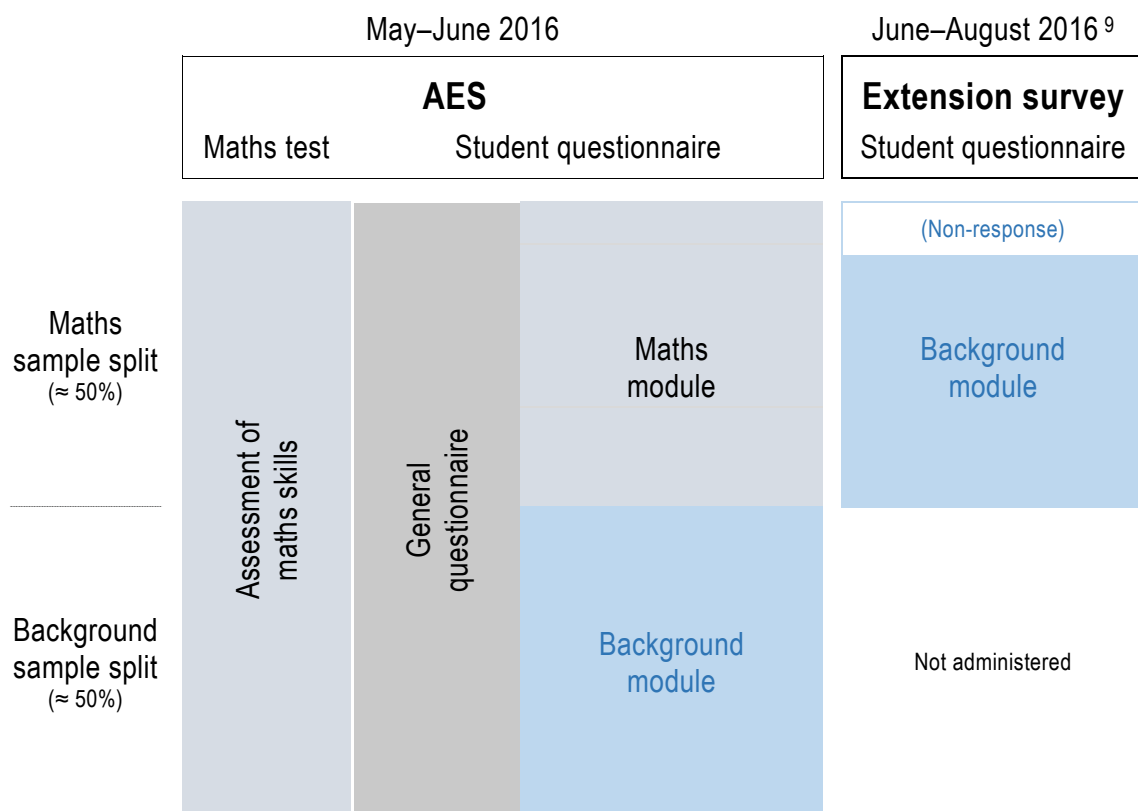 May–June 2016
June–August 2016 9
AES
Maths test
Student questionnaire
Extension survey
Student questionnaire
Maths
sample split
(≈ 50%)
Background
sample split
(≈ 50%)
Assessment of
maths skills
General
questionnaire
Maths
module
Background
module
(Non-response)
Background
module
Not administered